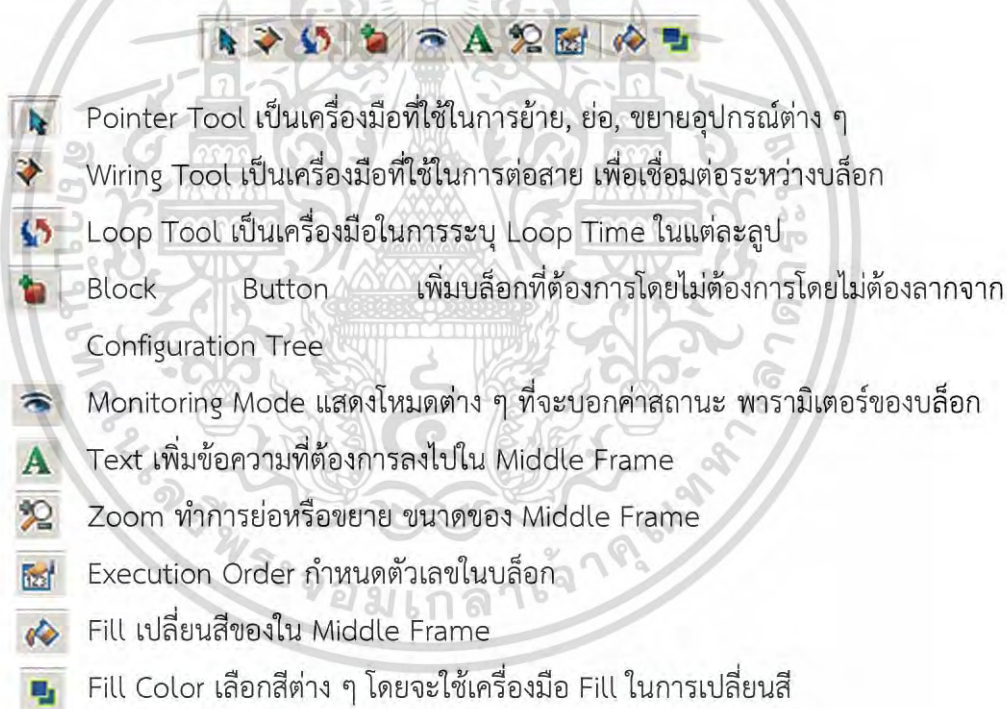 Pointer Tool เป็นเครื่องมือที่ใช้ในการย้าย, ย่อ, ขยายอุปกรณ์ต่าง ๆ
Wiring Tool เป็นเครื่องมือที่ใช้ในการต่อสาย เพื่อเชื่อมต่อระหว่างบล็อก
Loop Tool เป็นเครื่องมือในการระบุ Loop Time ในแต่ละลูป
Block Button เพิ่มบล็อกที่ต้องการโดยไม่ต้องการโดยไม่ต้องลากจาก
Configuration Tree
Monitoring Mode แสดงโหมดต่าง ๆ ที่จะบอกค่าสถานะ พารามิเตอร์ของบล็อก
Text เพิ่มข้อความที่ต้องการลงไปใน Middle Frame
Zoom ทำการย่อหรือขยาย ขนาดของ Middle Frame
Execution Order กำหนดตัวเลขในบล็อก
Fill เปลี่ยนสีของใน Middle Frame
Fill Color เลือกสีต่าง ๆ โดยจะใช้เครื่องมือ Fill ในการเปลี่ยนสี